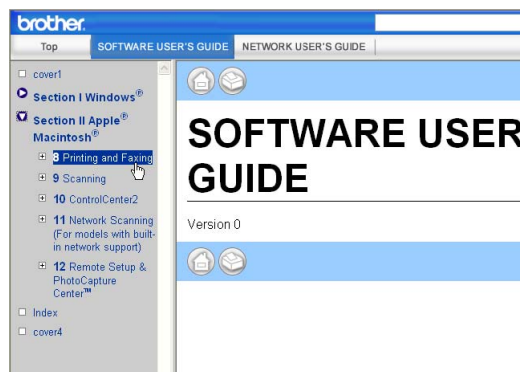 brother.
Top SOFTWARE USER'S GUIDE NETWORK USER'S GUIDE
cover1
Section I Windows®
Section II Apple®
Macintosh®
8 Printing and Faxing
9 Scanning
10 ControlCenter2
11 Network Scanning
(For models with built-
in network support)
12 Remote Setup &
PhotoCapture
Center™
Index
cover4
SOFTWARE USER
GUIDE
Version 0